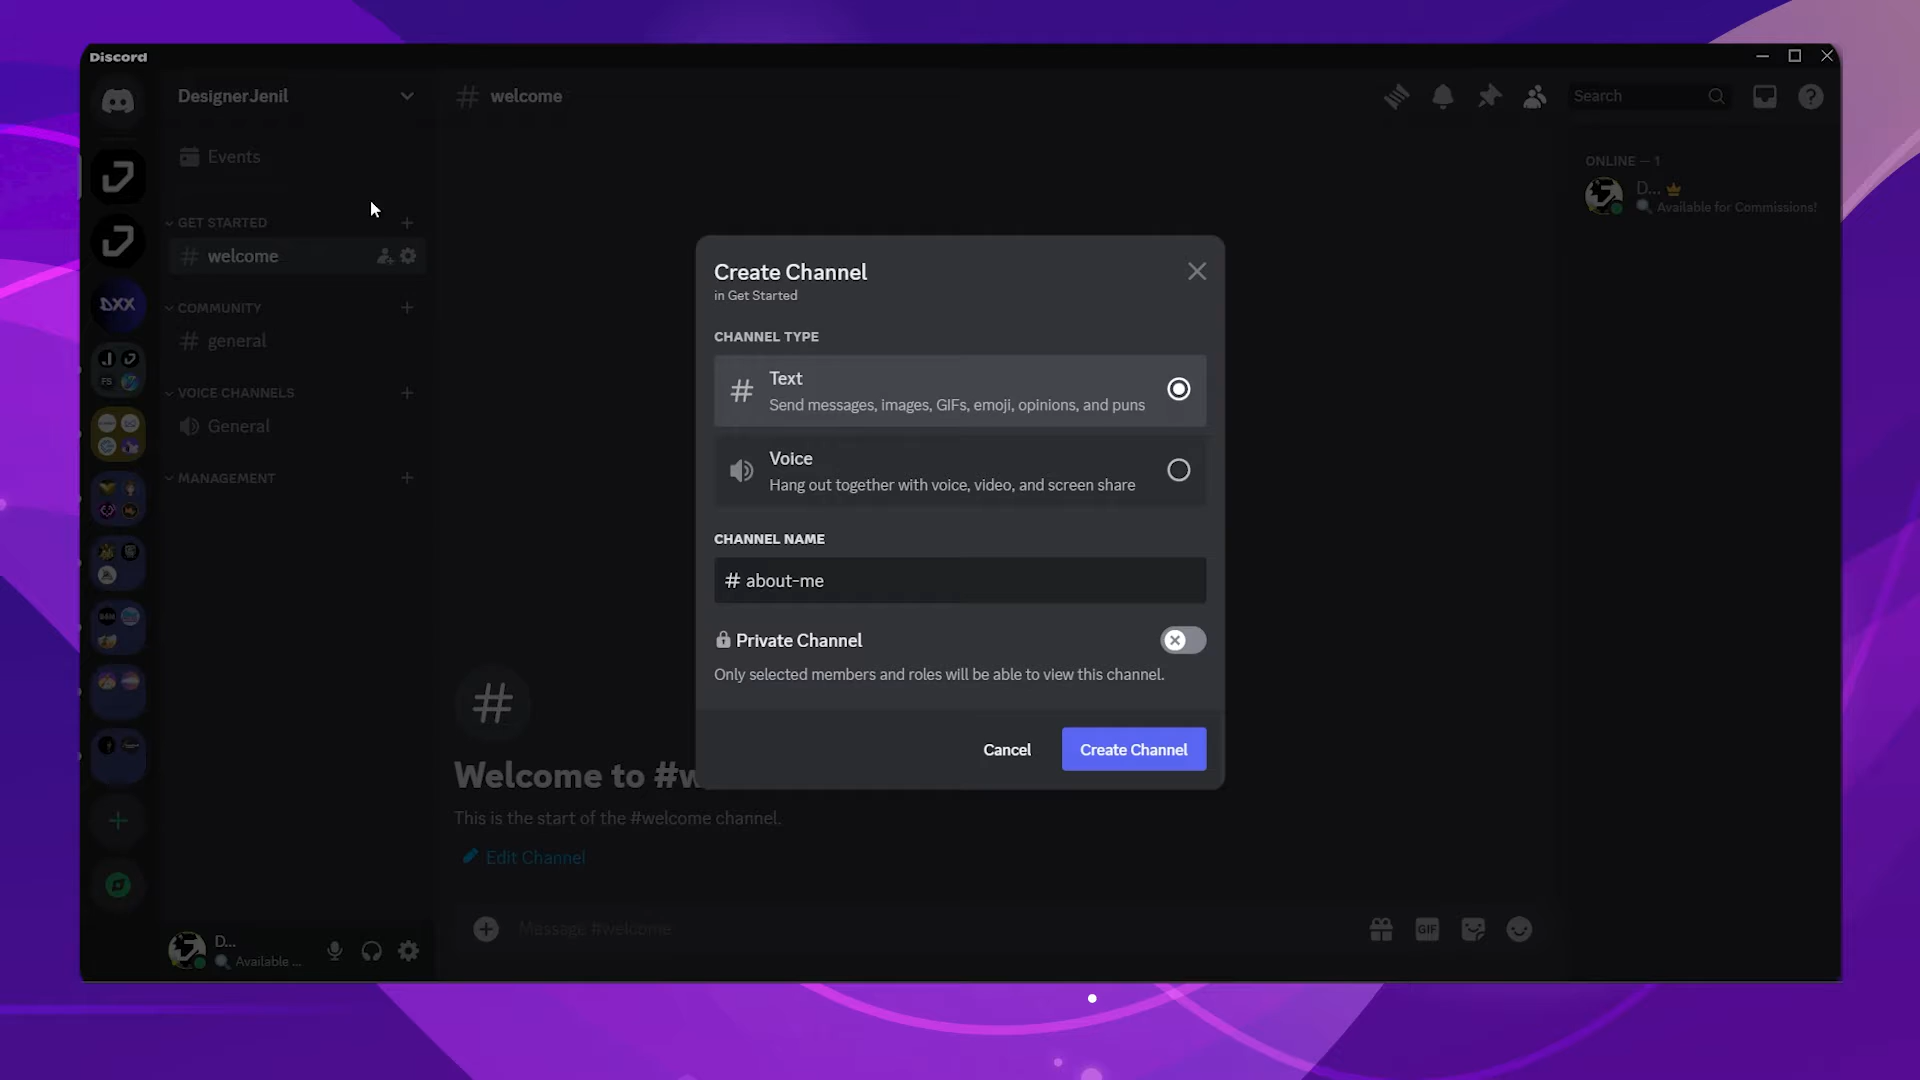 Discord
DesignerJenil
welcome
Search
Events
ONLINE — 1
D...
Available for Commissions!
GET STARTED
welcome
COMMUNITY
general
VOICE CHANNELS
General
MANAGEMENT
DXX
FS
Create Channel
in Get Started
CHANNEL TYPE
Text
Send messages, images, GIFs, emoji, opinions, and puns
Voice
Hang out together with voice, video, and screen share
CHANNEL NAME
# about-me
Private Channel
Only selected members and roles will be able to view this channel.
Cancel
Create Channel
Welcome to #w
This is the start of the #welcome channel.
Edit Channel
Message #welcome
GIF
D...
Available ...